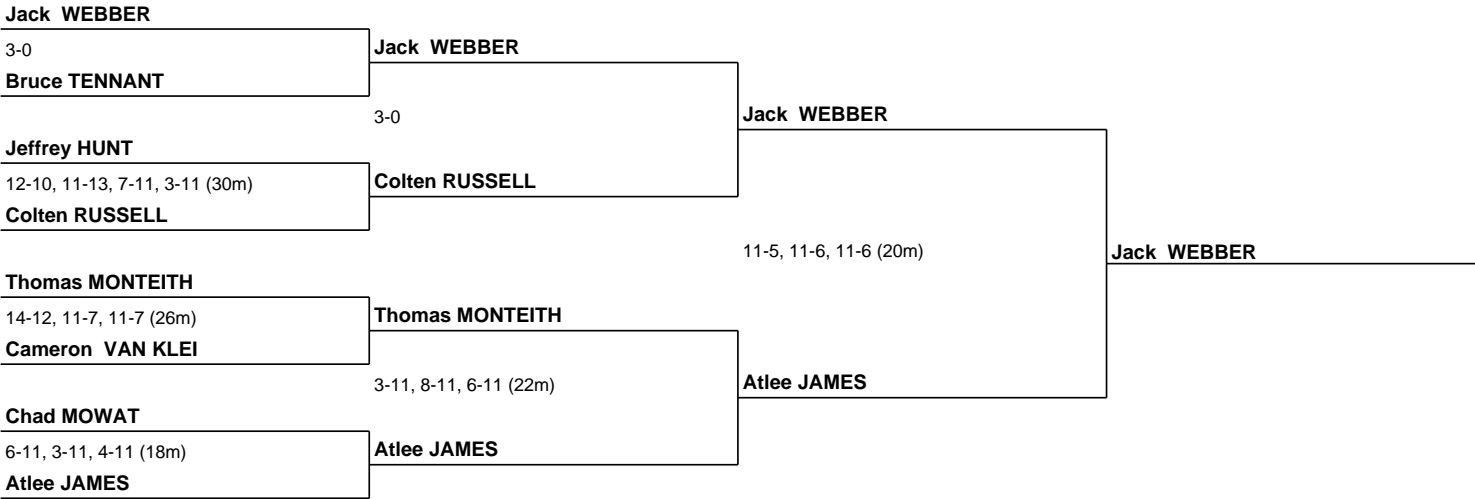 Jack  WEBBER
3-0
Bruce TENNANT
Jeffrey HUNT
12-10, 11-13, 7-11, 3-11 (30m)
Colten RUSSELL
Thomas MONTEITH
14-12, 11-7, 11-7 (26m)
Cameron  VAN KLEI
Chad MOWAT
6-11, 3-11, 4-11 (18m)
Atlee JAMES
Jack  WEBBER
3-0
Colten RUSSELL
Thomas MONTEITH
3-11, 8-11, 6-11 (22m)
Atlee JAMES
Jack  WEBBER
11-5, 11-6, 11-6 (20m)
Atlee JAMES
Jack  WEBBER